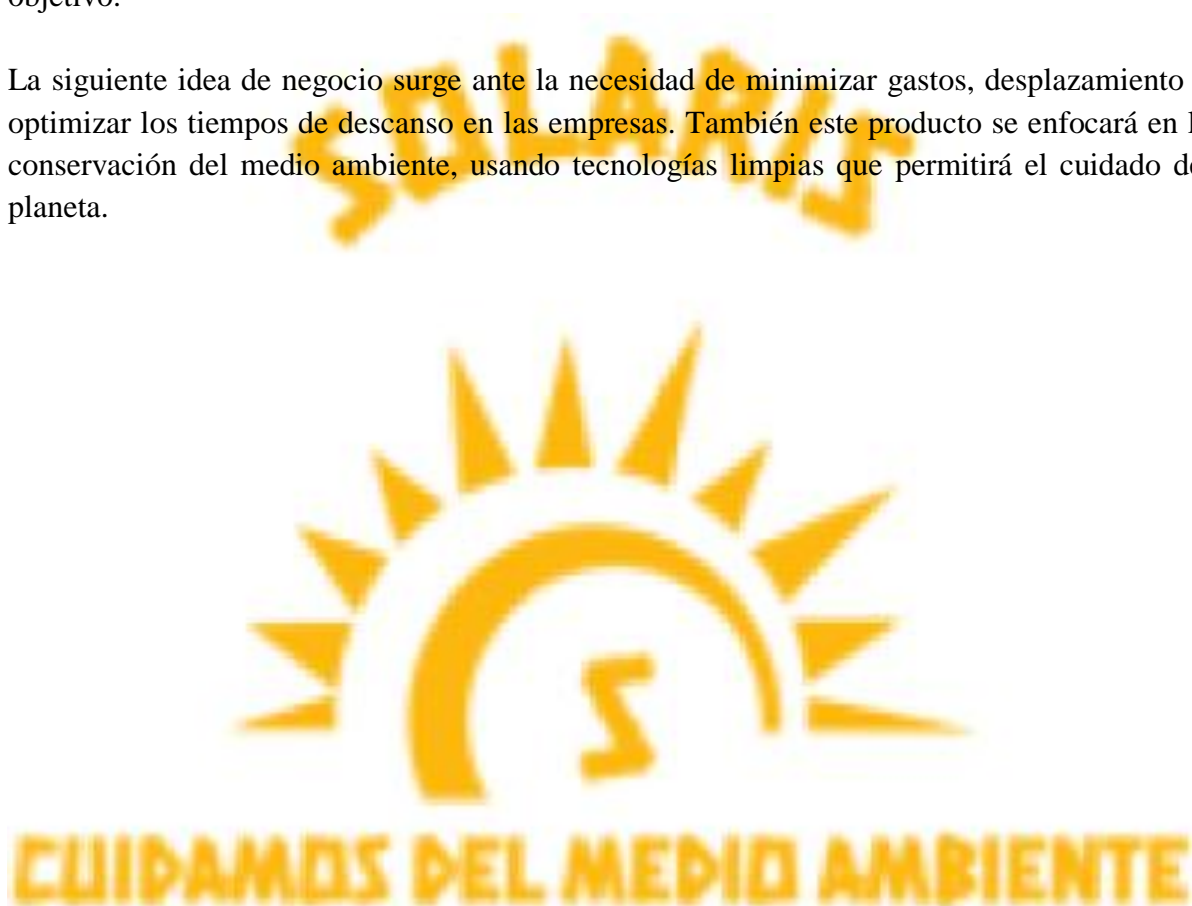 objetivo.
SOLARIS
La siguiente idea de negocio surge ante la necesidad de minimizar gastos, desplazamiento
optimizar los tiempos de descanso en las empresas. También este producto se enfocará en
conservación del medio ambiente, usando tecnologías limpias que permitirá el cuidado
planeta.
S
CUIDAMOS DEL MEDIO AMBIENTE